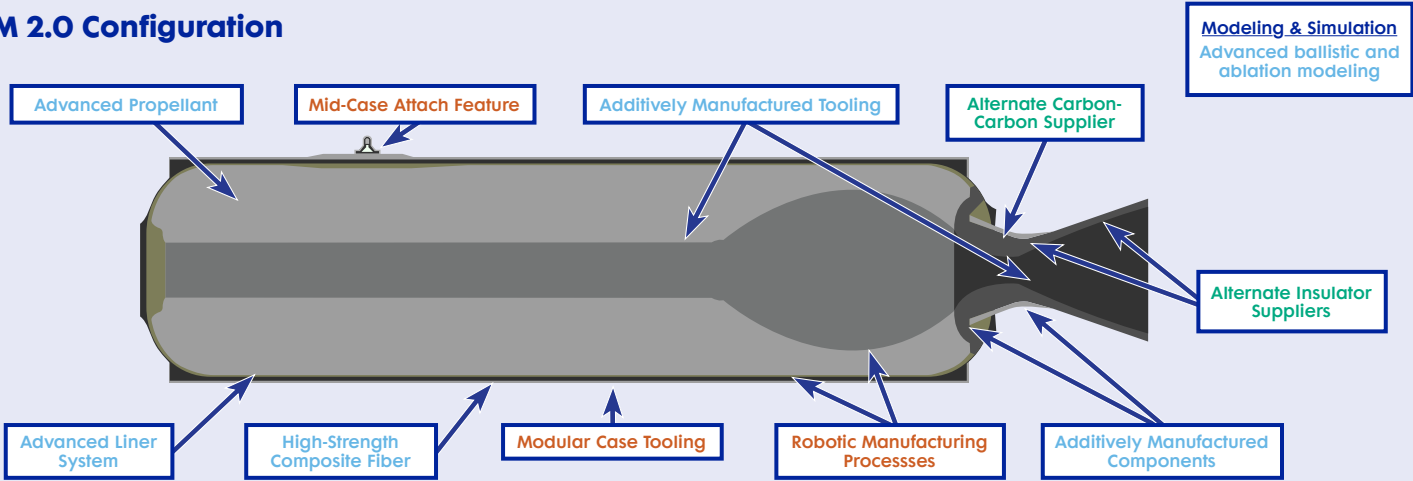 M 2.0 Configuration
Modeling & Simulation
Advanced ballistic and
ablation modeling
Advanced Propellant
Mid-Case Attach Feature
Additively Manufactured Tooling
Alternate Carbon-
Carbon Supplier
Alternate Insulator
Suppliers
Advanced Liner
System
High-Strength
Composite Fiber
Modular Case Tooling
Robotic Manufacturing
Processses
Additively Manufactured
Components